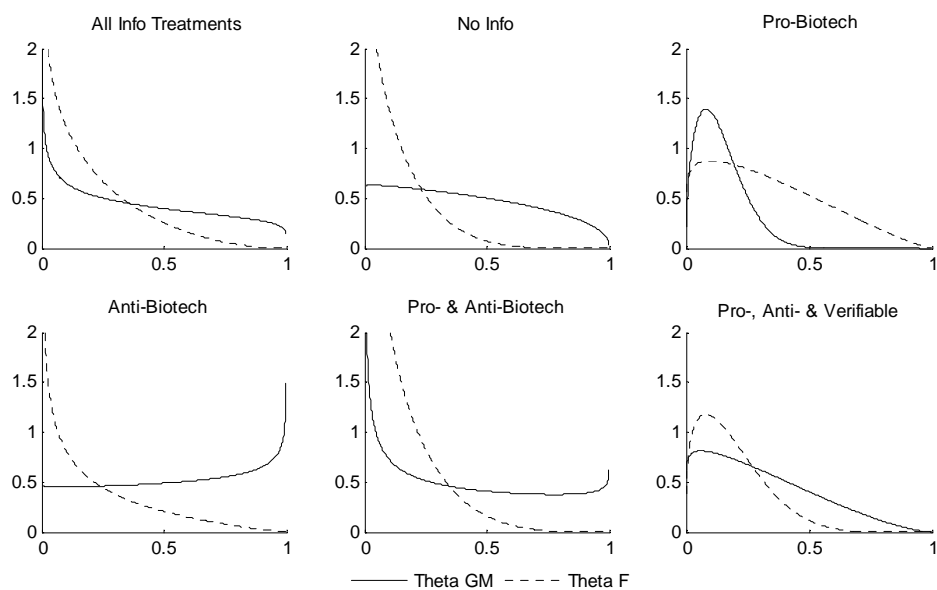 All Info Treatments
2
1.5
1
0.5
0
0 0.5 1
No Info
2
1.5
1
0.5
0
0 0.5 1
Pro-Biotech
2
1.5
1
0.5
0
0 0.5 1
Anti-Biotech
2
1.5
1
0.5
0
0 0.5 1
Pro- & Anti-Biotech
2
1.5
1
0.5
0
0 0.5 1
Pro-, Anti- & Verifiable
2
1.5
1
0.5
0
0 0.5 1
Theta GM Theta F